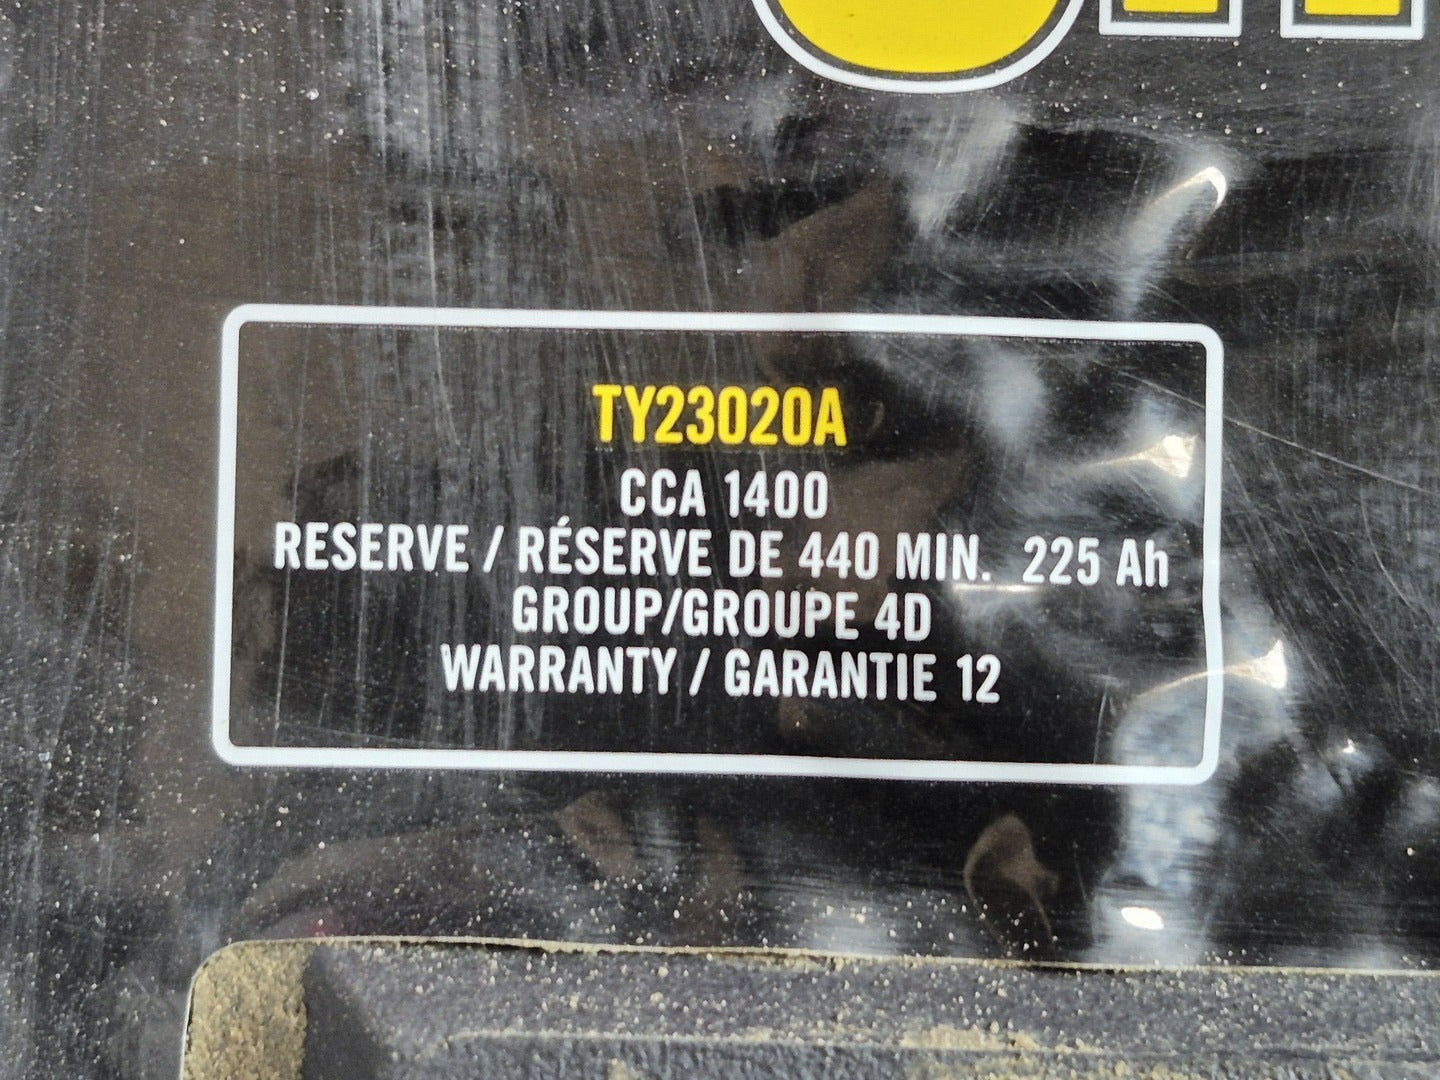 TY23020A
CCA 1400
RESERVE / RÉSERVE DE 440 MIN. 225 Ah
GROUP/GROUPE 4D
WARRANTY / GARANTIE 12